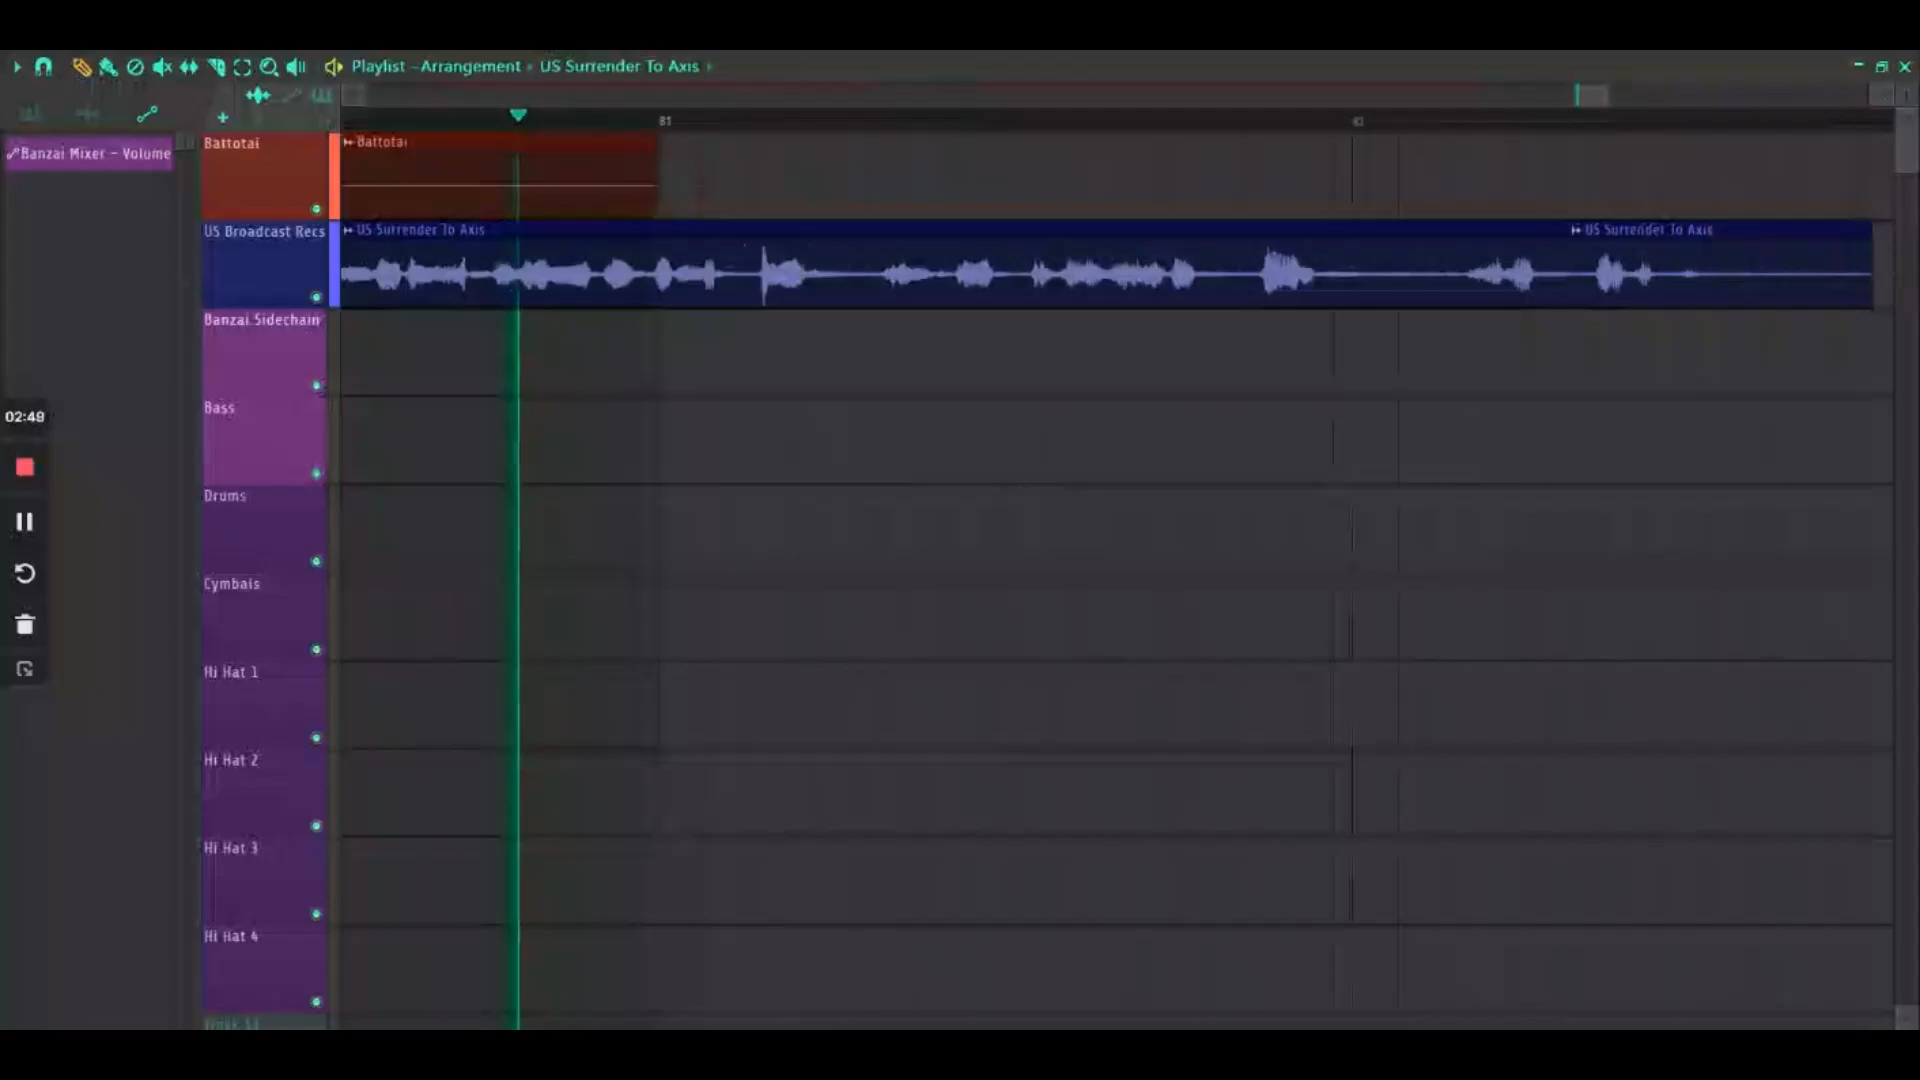 Playlist - Arrangement › US Surrender To Axis ›
Banzai Mixer - Volume
81
Battotai
Battotai
US Broadcast Recs
US Surrender To Axis
US Surrender To Axis
Banzai Sidechain
Bass
02:49
Drums
Cymbals
Hi Hat 1
Hi Hat 2
Hi Hat 3
Hi Hat 4